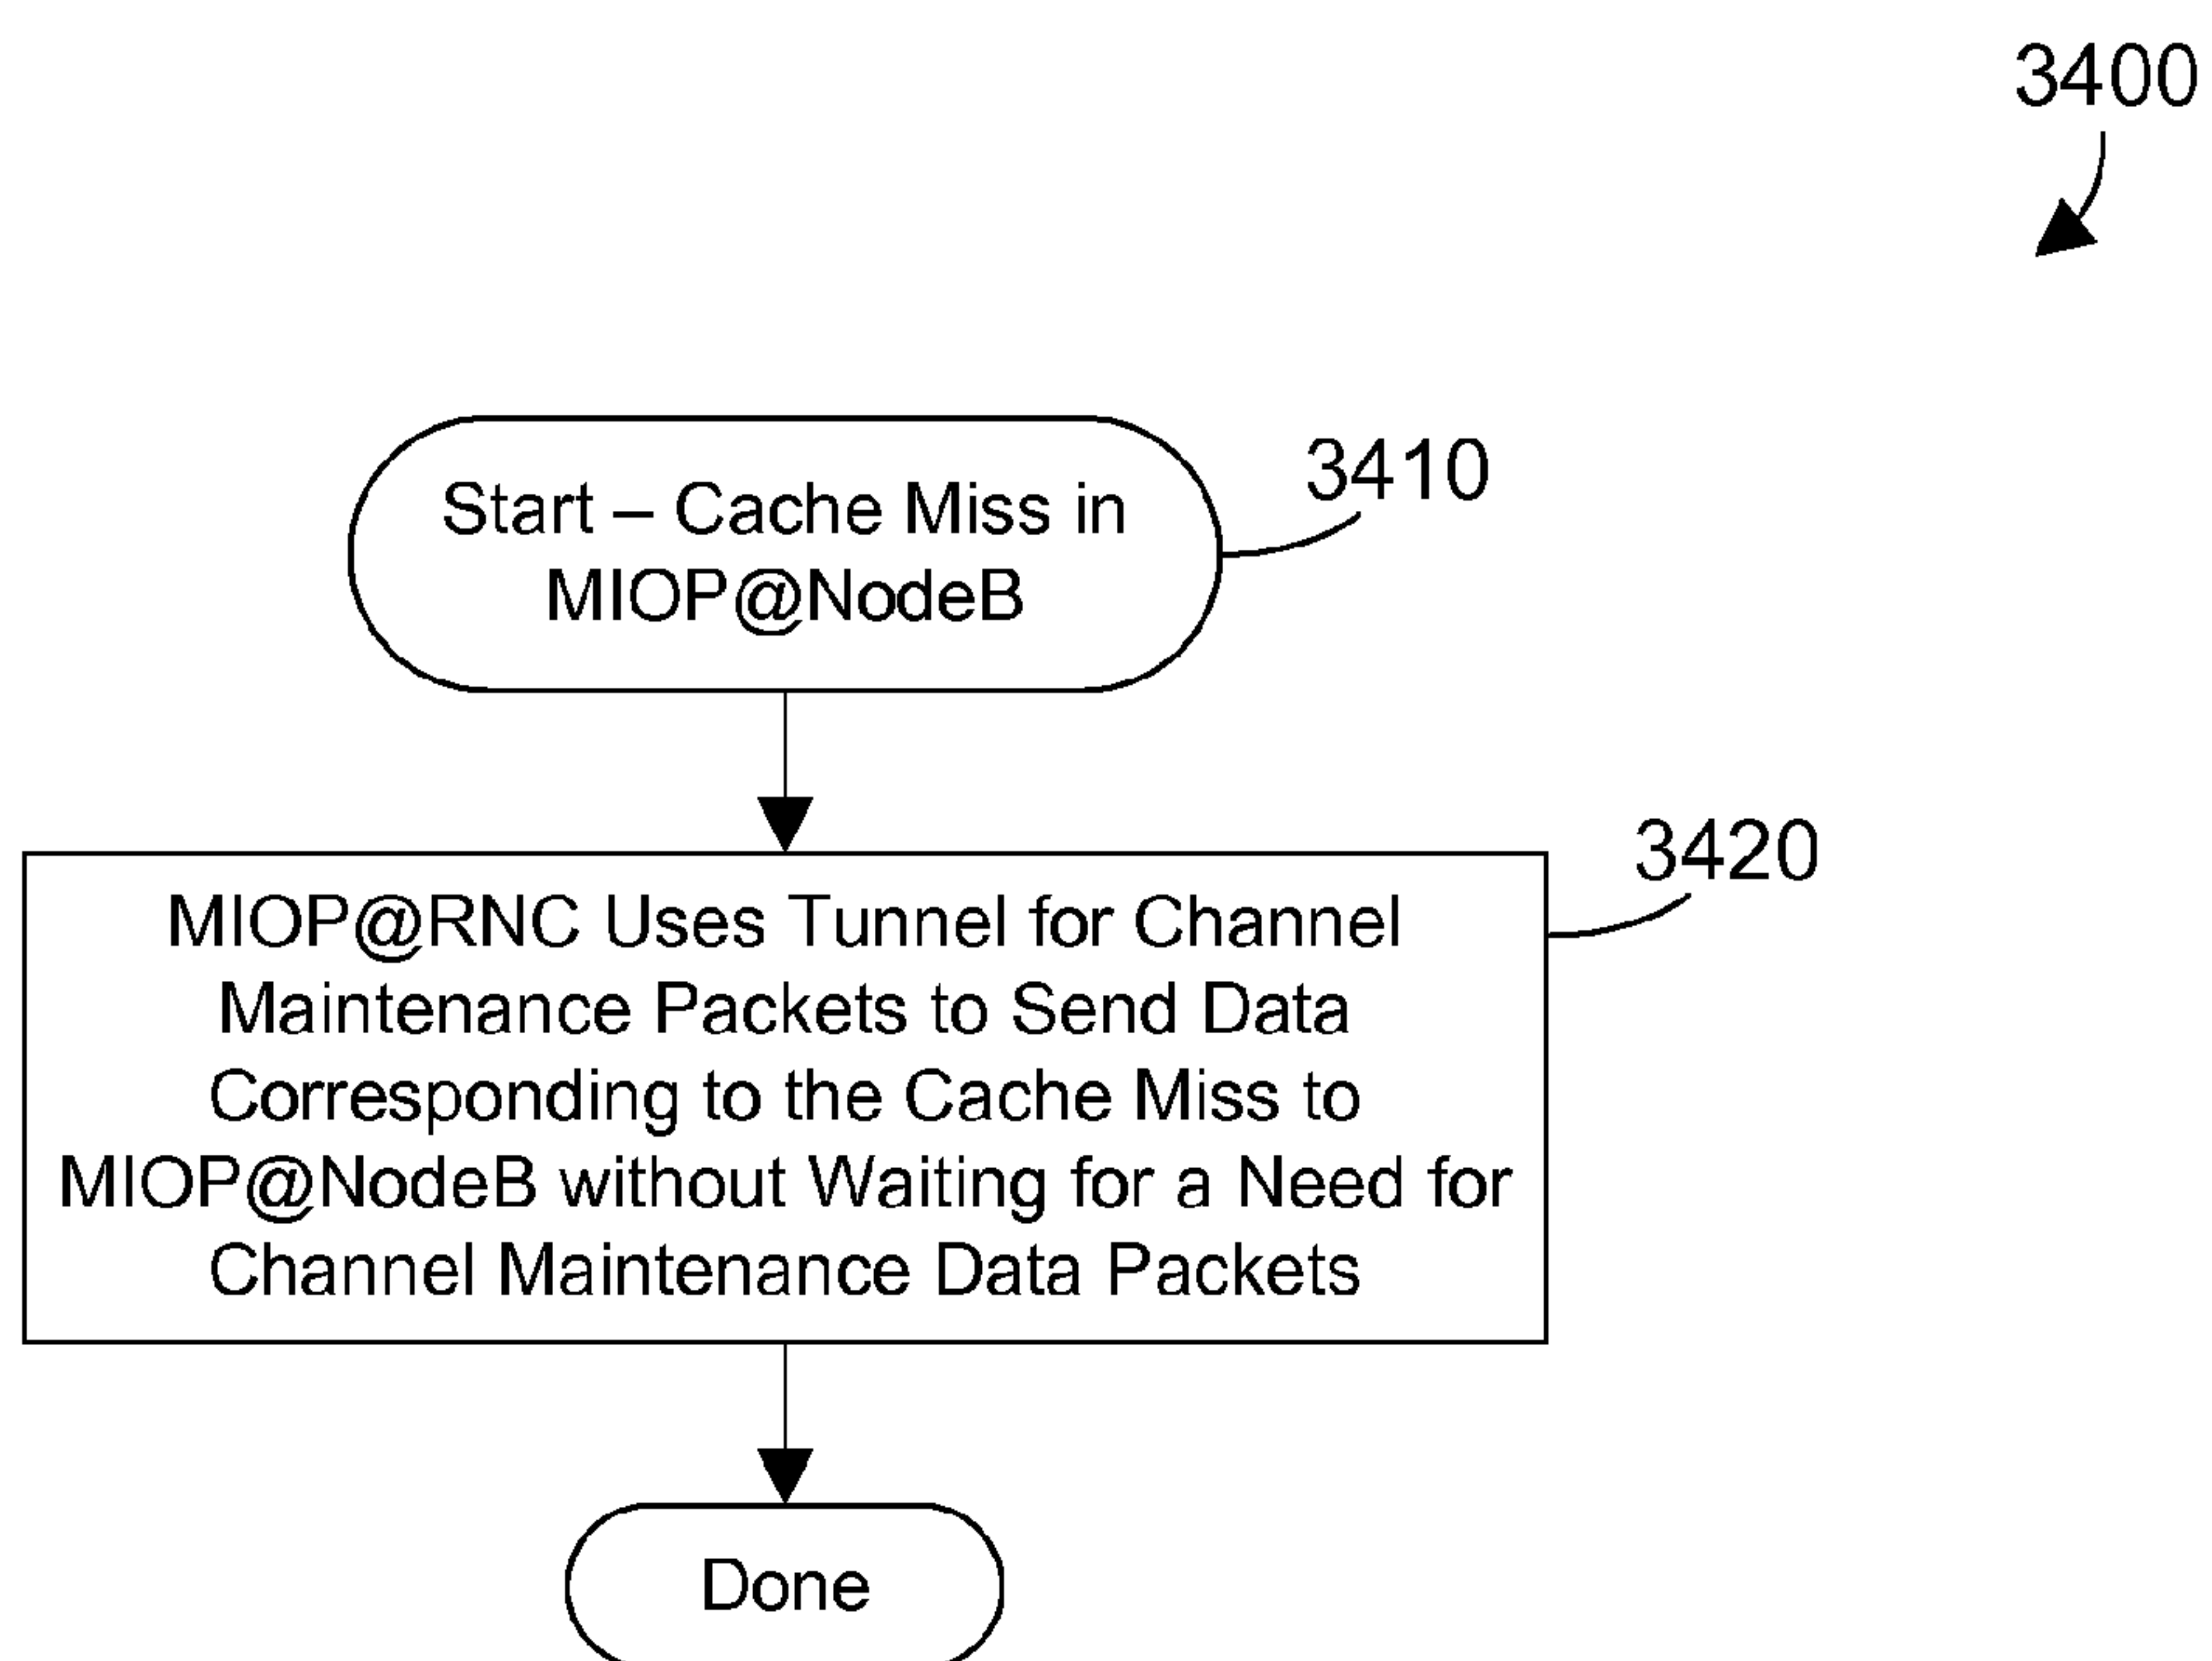 3400
Start – Cache Miss in
MIOP@NodeB
3410
MIOP@RNC Uses Tunnel for Channel
Maintenance Packets to Send Data
Corresponding to the Cache Miss to
MIOP@NodeB without Waiting for a Need for
Channel Maintenance Data Packets
3420
Done